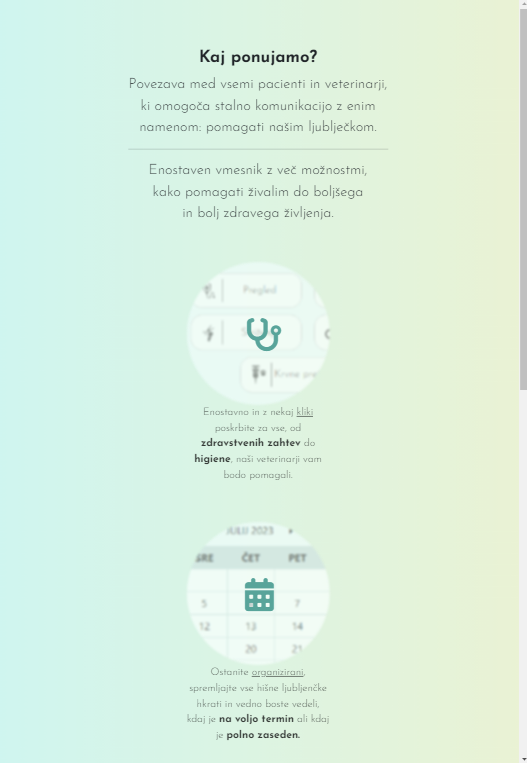 Kaj ponujamo?
Povezava med vsemi pacienti in veterinarji,
ki omogoča stalno komunikacijo z enim
namenom: pomagati našim ljublječkom.
Enostaven vmesnik z več možnostmi,
kako pomagati živalim do boljšega
in bolj zdravega življenja.
Pregled
Krvne
Enostavno in z nekaj kliki
poskrbite za vse, od
zdravstvenih zahtev do
higiene, naši veterinarji vam
bodo pomagali.
JULIJ 2023
SRE ČET PET
5 7
12 13 14
20 21
Ostanite organizirani,
spremljajte vse hišne ljubljenčke
hkrati in vedno boste vedeli,
kdaj je na voljo termin ali kdaj
je polno zaseden.